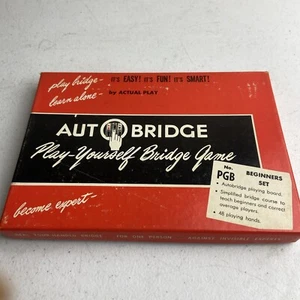 play bridge-
learn alone-
IT'S EASY! IT'S FUN! IT'S SMART!
by ACTUAL PLAY
AUTOBRIDGE
Play-Yourself Bridge Game
become expert-
No.
PGB
BEGINNERS
SET
• Autobridge playing board.
• Simplified bridge course to
teach beginners and correct
average players.
• 48 playing hands.